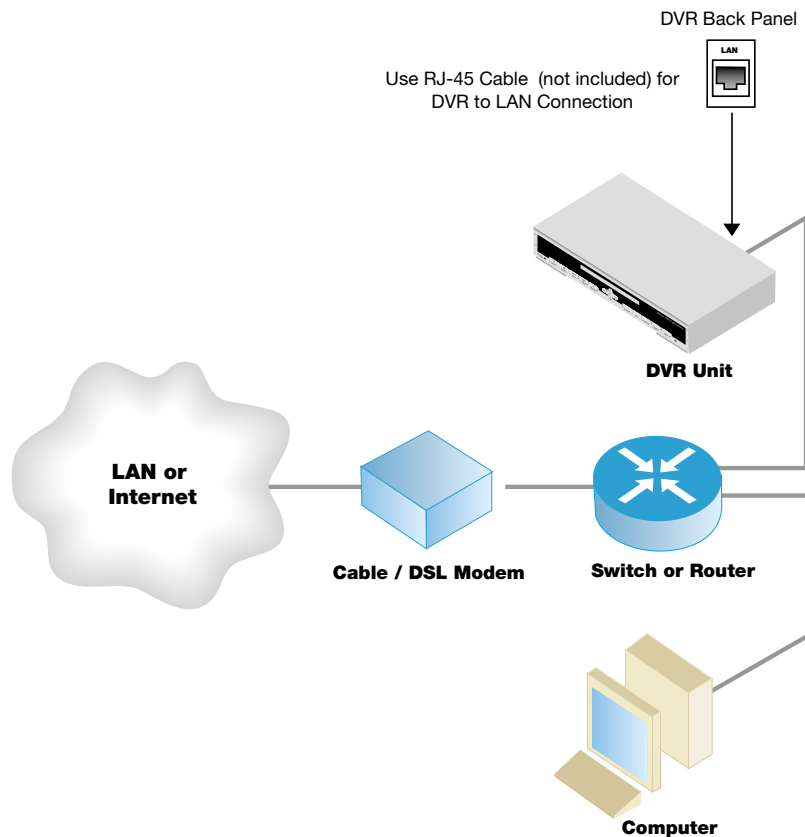 DVR Back Panel
LAN
Use RJ-45 Cable (not included) for
DVR to LAN Connection
DVR Unit
LAN or
Internet
Cable / DSL Modem
Switch or Router
Computer